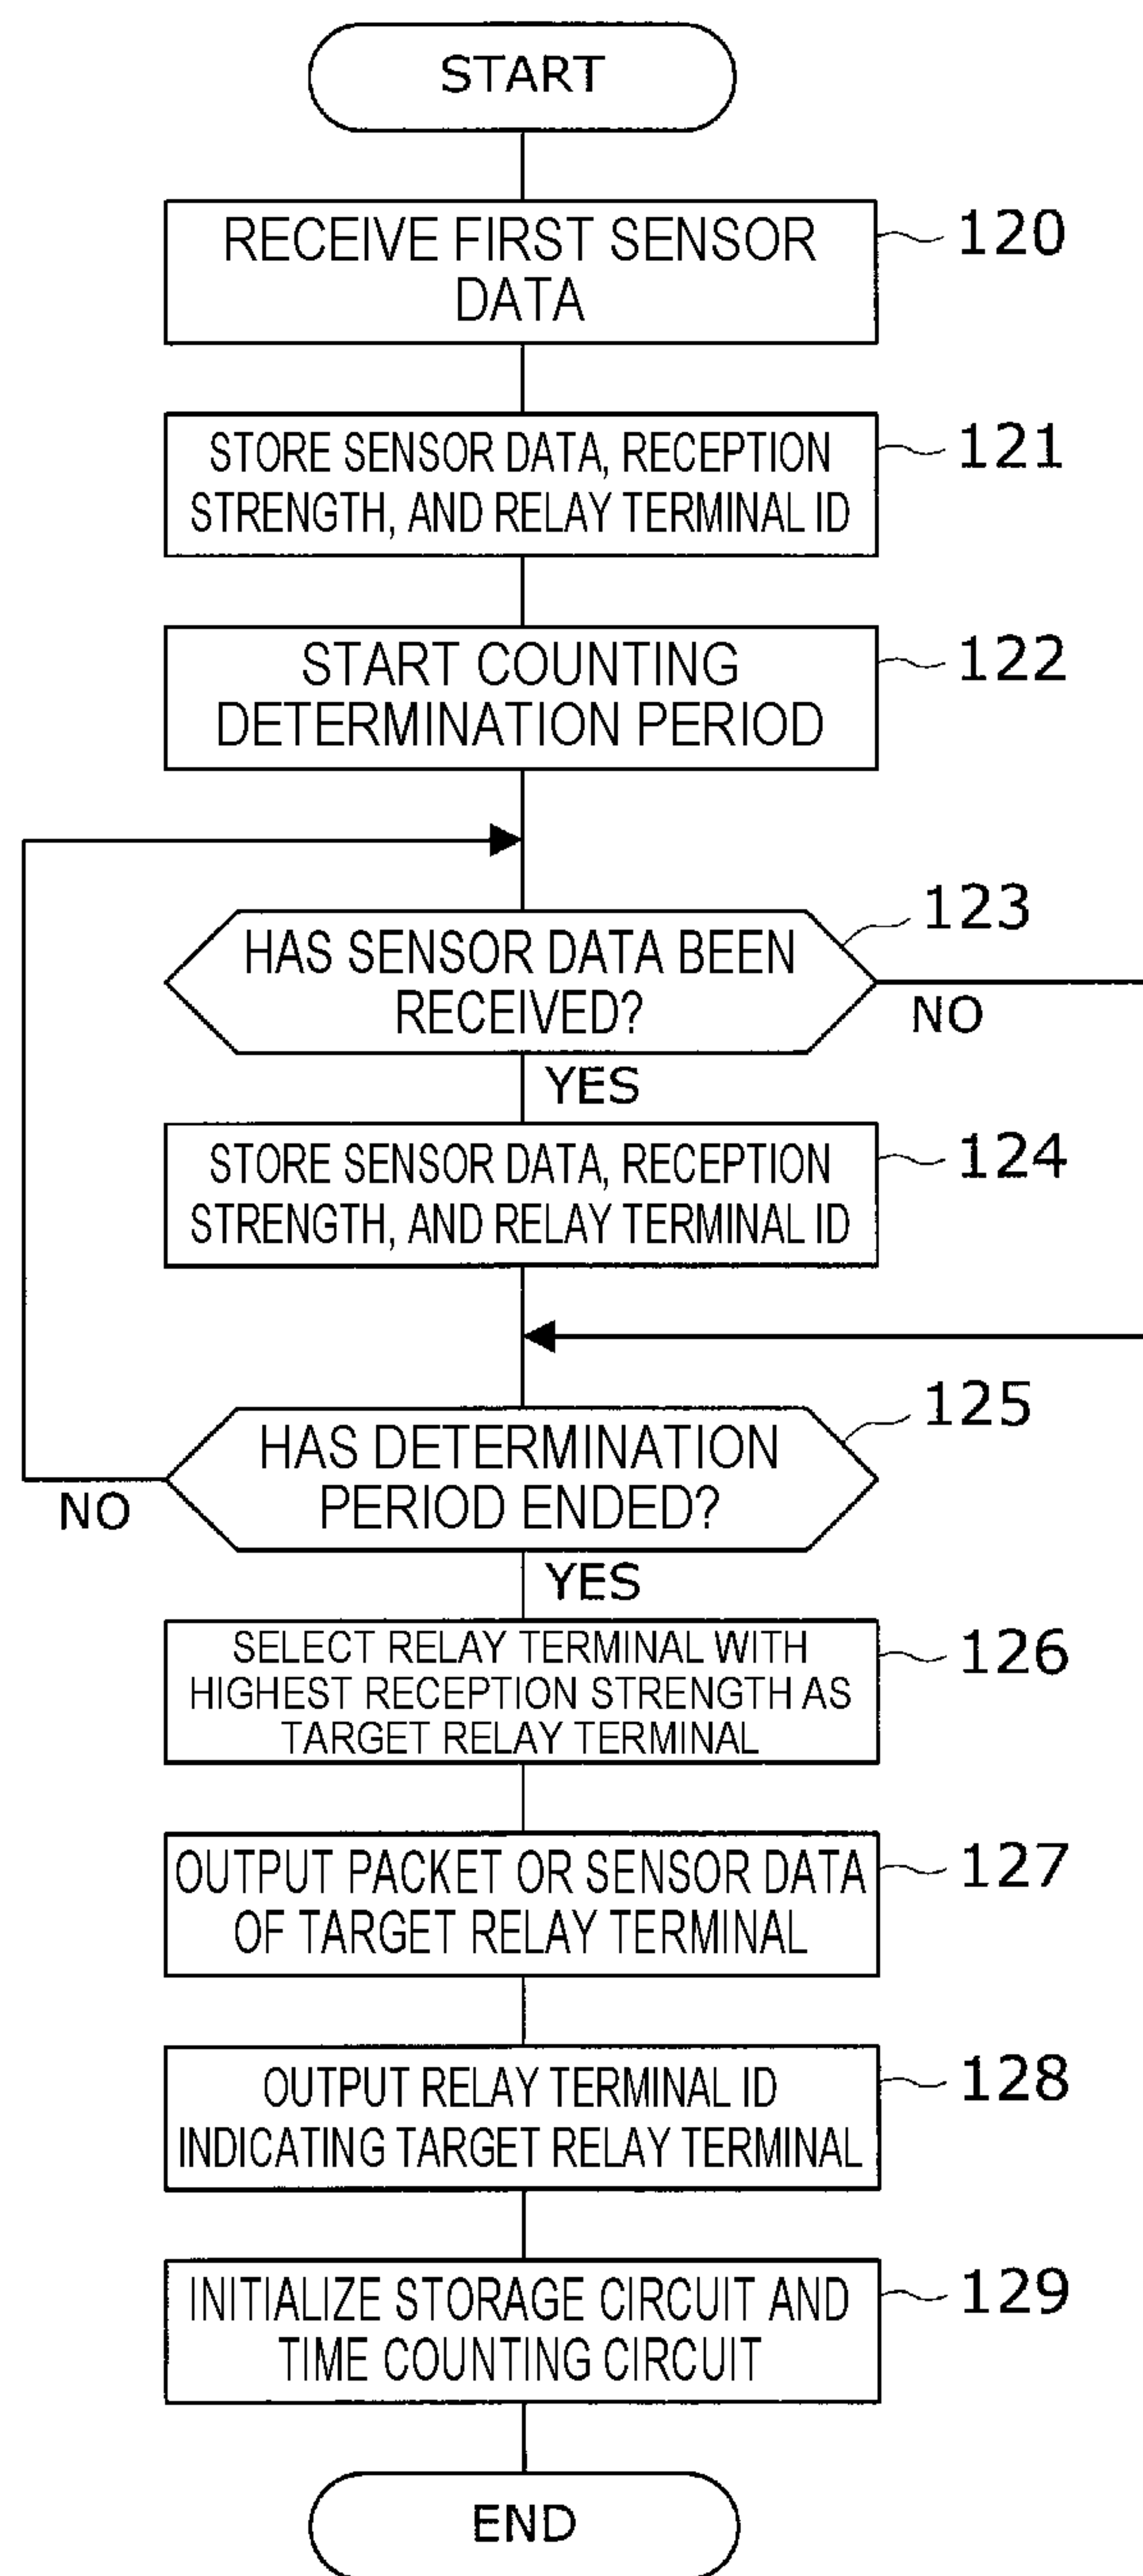 START
RECEIVE FIRST SENSOR
DATA
120
STORE SENSOR DATA, RECEPTION
STRENGTH, AND RELAY TERMINAL ID
121
START COUNTING
DETERMINATION PERIOD
122
HAS SENSOR DATA BEEN
RECEIVED?
123
NO
YES
STORE SENSOR DATA, RECEPTION
STRENGTH, AND RELAY TERMINAL ID
124
HAS DETERMINATION
PERIOD ENDED?
125
NO
YES
SELECT RELAY TERMINAL WITH
HIGHEST RECEPTION STRENGTH AS
TARGET RELAY TERMINAL
126
OUTPUT PACKET OR SENSOR DATA
OF TARGET RELAY TERMINAL
127
OUTPUT RELAY TERMINAL ID
INDICATING TARGET RELAY TERMINAL
128
INITIALIZE STORAGE CIRCUIT AND
TIME COUNTING CIRCUIT
129
END